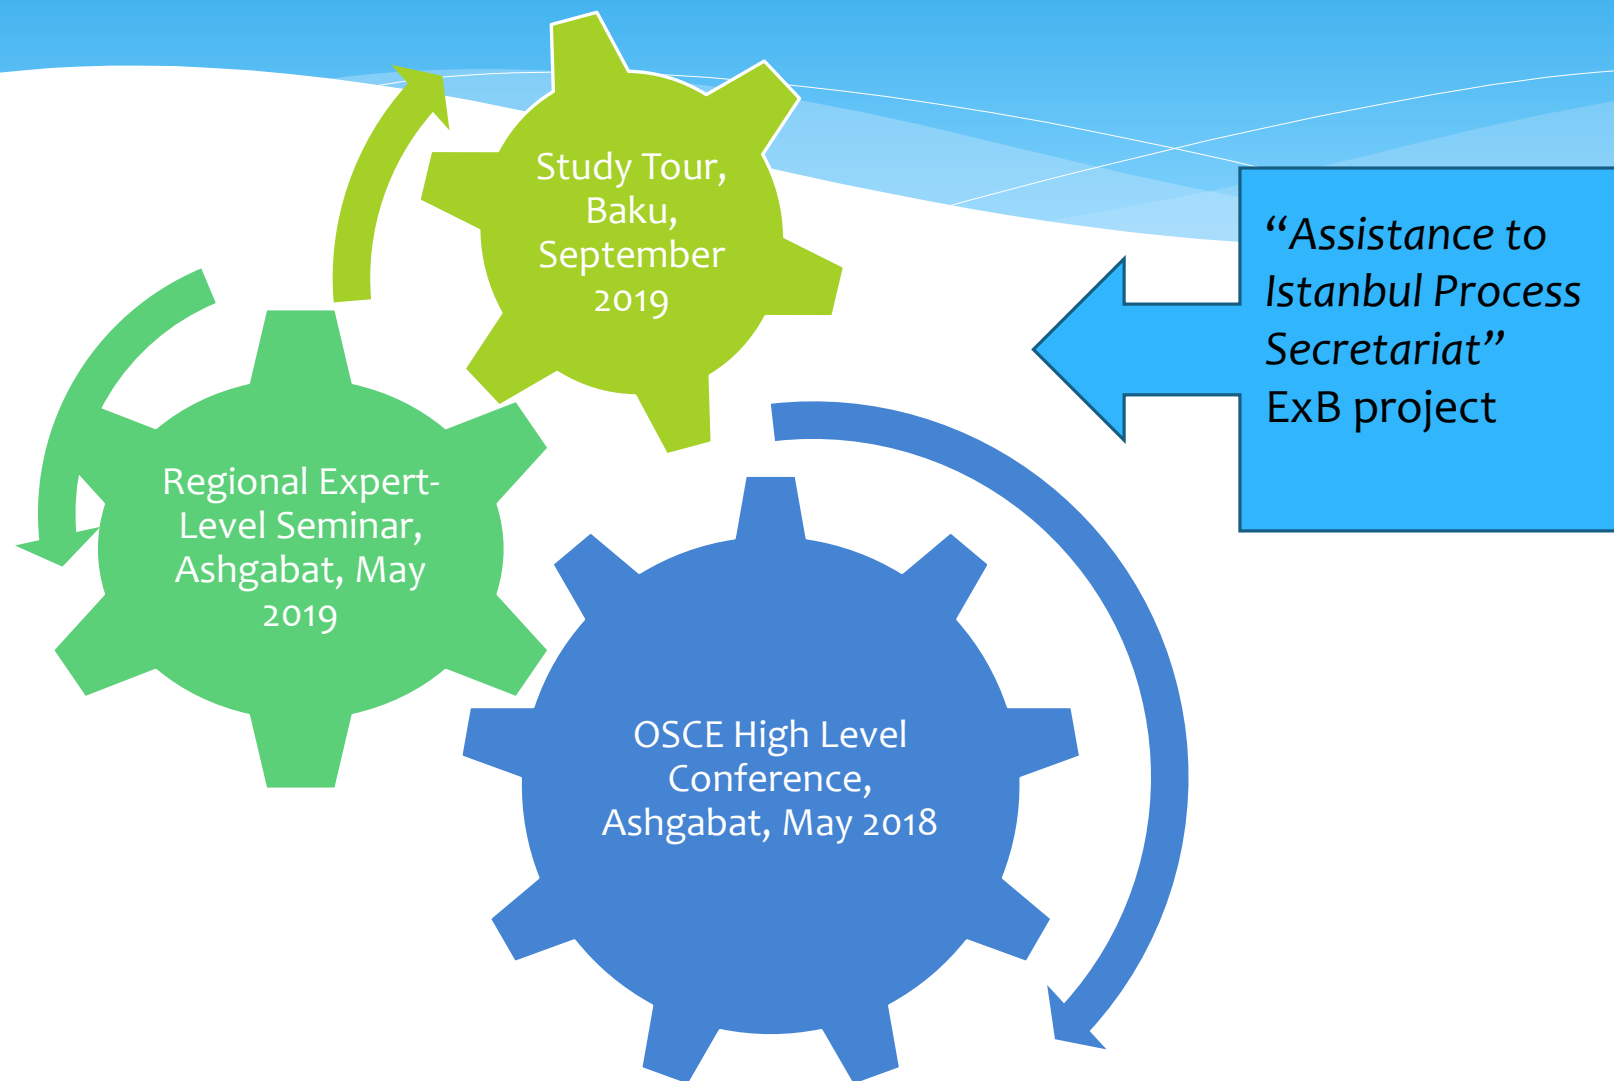 Study Tour,
Baku,
September
2019
“Assistance to
Istanbul Process
Secretariat”
ExB project
Regional Expert-
Level Seminar,
Ashgabat, May
2019
OSCE High Level
Conference,
Ashgabat, May 2018